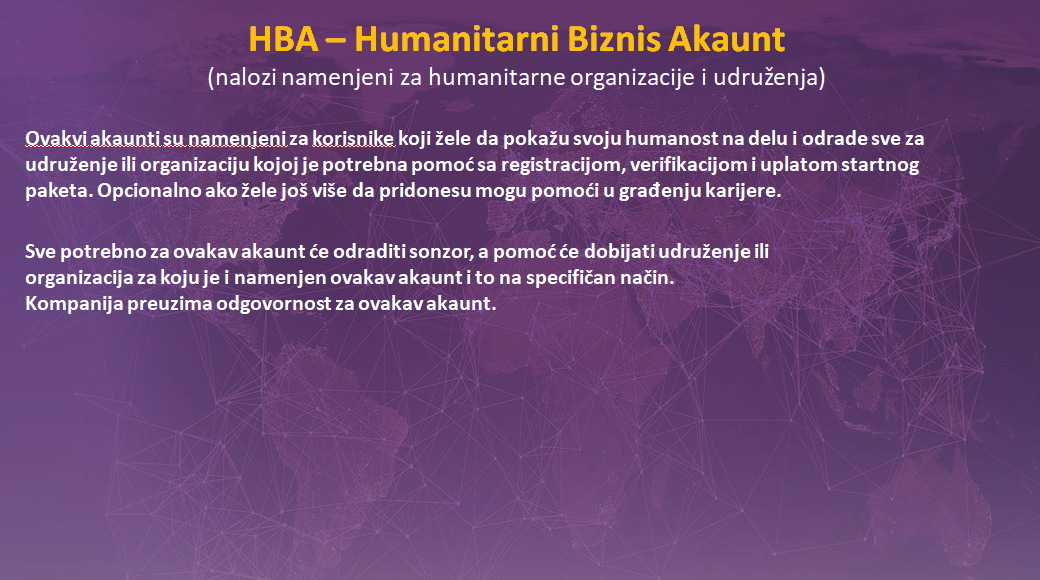 HBA – Humanitarni Biznis Akaunt
(nalozi namenjeni za humanitarne organizacije i udruženja)
Ovakvi akaunti su namenjeni za korisnike koji žele da pokažu svoju humanost na delu i odrade sve za
udruženje ili organizaciju kojoj je potrebna pomoć sa registracijom, verifikacijom i uplatom startnog
paketa. Opcionalno ako žele još više da pridonesu mogu pomoći u građenju karijere.
Sve potrebno za ovakav akaunt će odraditi sonzor, a pomoć će dobijati udruženje ili
organizacija za koju je i namenjen ovakav akaunt i to na specifičan način.
Kompanija preuzima odgovornost za ovakav akaunt.